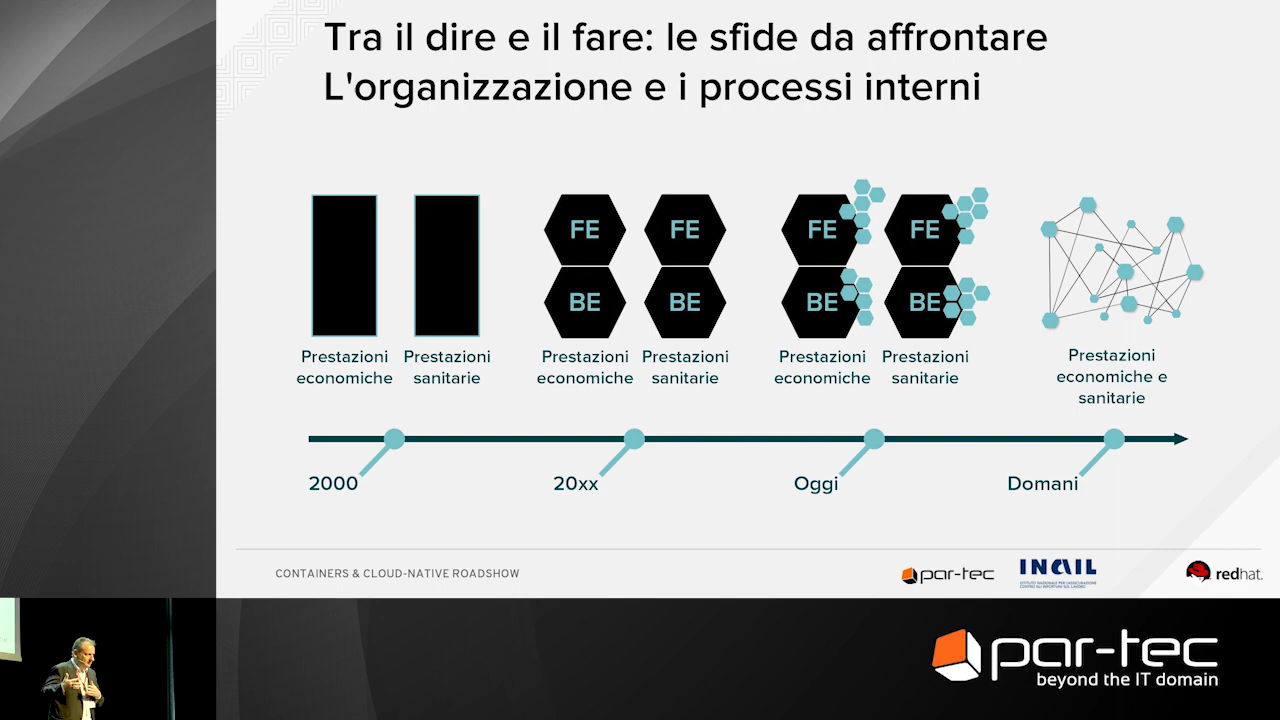 Tra il dire e il fare: le sfide da affrontare
L'organizzazione e i processi interni
FE FE FE FE
BE BE BE BE
Prestazioni economiche
Prestazioni sanitarie
Prestazioni economiche
Prestazioni sanitarie
Prestazioni economiche
Prestazioni sanitarie
Prestazioni economiche e sanitarie
2000 20xx Oggi Domani
CONTAINERS & CLOUD-NATIVE ROADSHOW
par-tec
INAIL
ISTITUTO NAZIONALE PER L'ASSICURAZIONE
CONTRO GLI INFORTUNI SUL LAVORO
redhat.
par-tec
beyond the IT domain